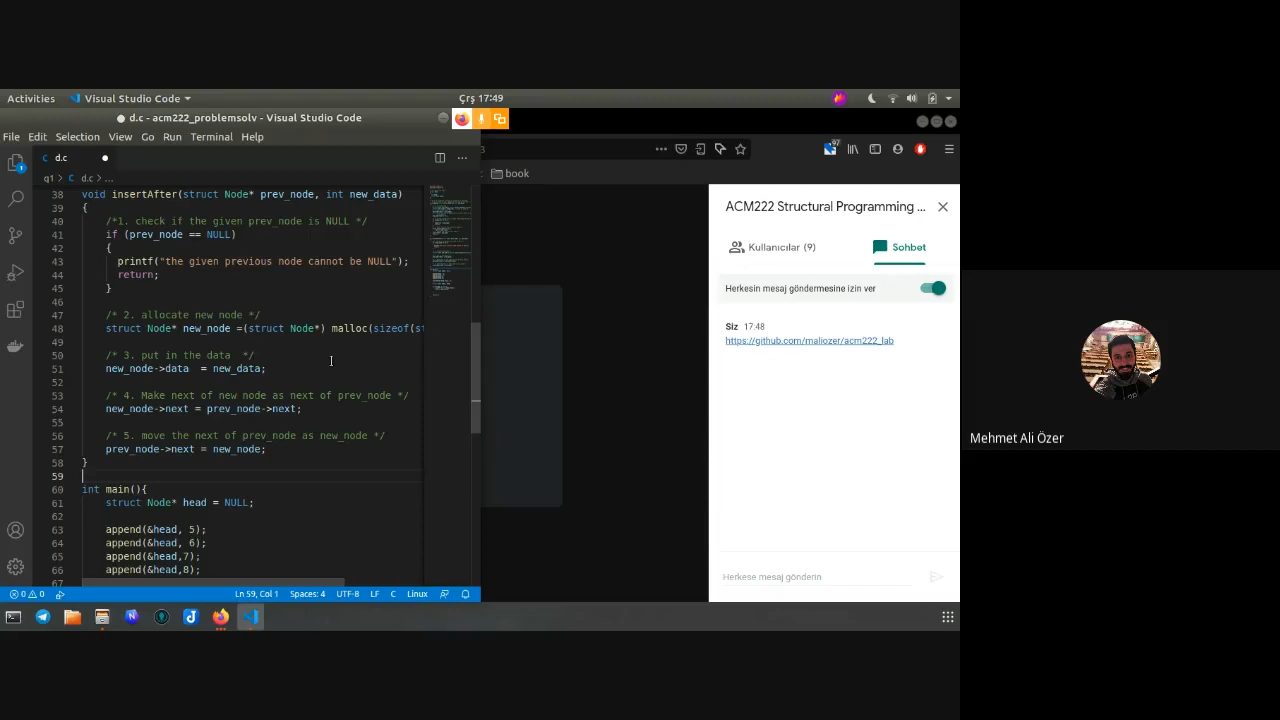 Activities
Visual Studio Code
Çrş 17:49
d.c - acm222_problemsolv - Visual Studio Code
File Edit Selection View Go Run Terminal Help
d.c
q1 > C d.c > ...
38 void insertAfter(struct Node* prev_node, int new_data)
39 {
40 /*1. check if the given prev_node is NULL */
41 if (prev_node == NULL)
42 {
43 printf("the given previous node cannot be NULL");
44 return;
45 }
46
47 /* 2. allocate new node */
48 struct Node* new_node =(struct Node*) malloc(sizeof(st
49
50 /* 3. put in the data */
51 new_node->data = new_data;
52
53 /* 4. Make next of new node as next of prev_node */
54 new_node->next = prev_node->next;
55
56 /* 5. move the next of prev_node as new_node */
57 prev_node->next = new_node;
58 }
59
60 int main(){
61 struct Node* head = NULL;
62
63 append(&head, 5);
64 append(&head, 6);
65 append(&head,7);
66 append(&head,8);
67
0 0
Ln 59, Col 1 Spaces: 4 UTF-8 LF C Linux
book
ACM222 Structural Programming ...
Kullanıcılar (9)
Sohbet
Herkesin mesaj göndermesine izin ver
Siz 17:48
https://github.com/maliozer/acm222_lab
Herkese mesaj gönderin
Mehmet Ali Özer